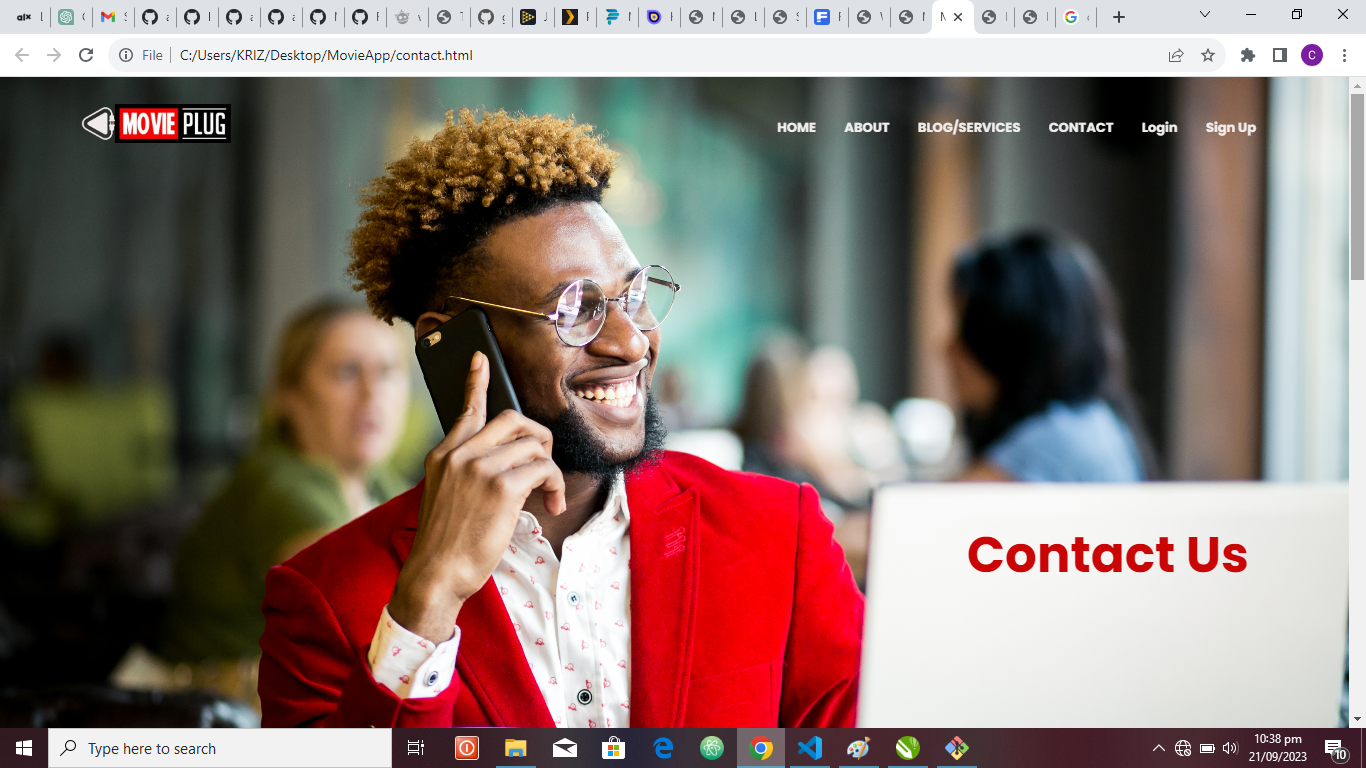 File C:/Users/KRIZ/Desktop/MovieApp/contact.html
C
MOVIE PLUG
HOME ABOUT BLOG/SERVICES CONTACT Login Sign Up
Contact Us
Type here to search
10:38 pm
21/09/2023
10